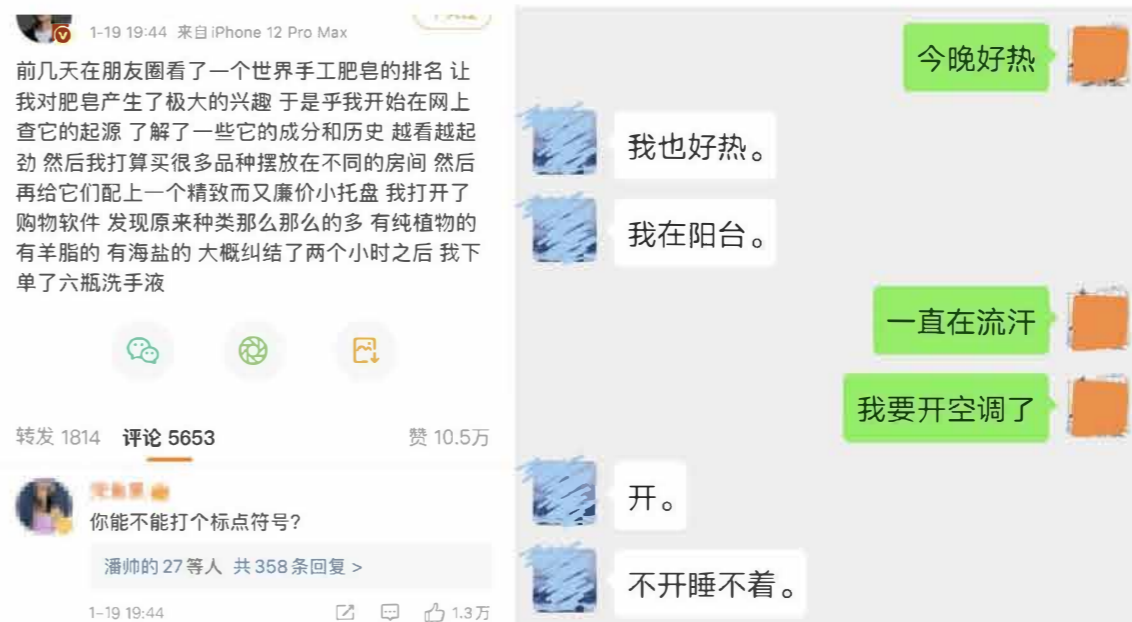 1-19 19:44 来自iPhone 12 Pro Max
前几天在朋友圈看了一个世界手工肥皂的排名 让
我对肥皂产生了极大的兴趣 于是乎我开始在网上
查它的起源 了解了一些它的成分和历史 越看越起
劲 然后我打算买很多品种摆放在不同的房间 然后
再给它们配上一个精致而又廉价小托盘 我打开了
购物软件 发现原来种类那么那么的多 有纯植物的
有羊脂的 有海盐的 大概纠结了两个小时之后 我下
单了六瓶洗手液
转发 1814 评论 5653 赞 10.5万
你能不能打个标点符号?
潘帅的27等人 共358条回复 >
1-19 19:44 1.3万
今晚好热
我也好热。
我在阳台。
一直在流汗
我要开空调了
开。
不开睡不着。